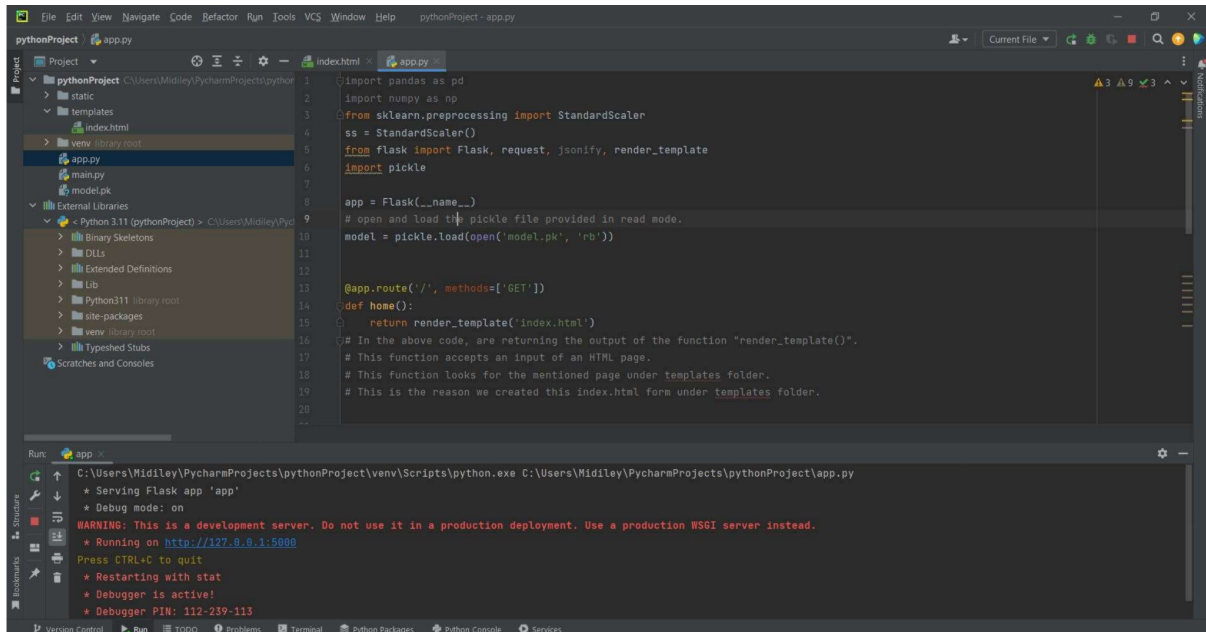 File Edit View Navigate Code Refactor Run Tools VCS Window Help pythonProject - app.py
pythonProject app.py
Current File
Project
index.html
app.py
pythonProject C:\Users\Midiley\PycharmProjects\python
static
templates
index.html
venv library root
app.py
main.py
model.pk
External Libraries
< Python 3.11 (pythonProject) > C:\Users\Midiley\Pyc
Binary Skeletons
DLLs
Extended Definitions
Lib
Python311 library root
site-packages
venv library root
Typeshed Stubs
Scratches and Consoles
1 import pandas as pd
2 import numpy as np
3 from sklearn.preprocessing import StandardScaler
4 ss = StandardScaler()
5 from flask import Flask, request, jsonify, render_template
6 import pickle
7
8 app = Flask(__name__)
9 # open and load the pickle file provided in read mode.
10 model = pickle.load(open('model.pk', 'rb'))
11
12
13 @app.route('/', methods=['GET'])
14 def home():
15 return render_template('index.html')
16 # In the above code, are returning the output of the function "render_template()".
17 # This function accepts an input of an HTML page.
18 # This function looks for the mentioned page under templates folder.
19 # This is the reason we created this index.html form under templates folder.
20
3 9 3
Project
Notifications
Run: app
C:\Users\Midiley\PycharmProjects\pythonProject\venv\Scripts\python.exe C:\Users\Midiley\PycharmProjects\pythonProject\app.py
* Serving Flask app 'app'
* Debug mode: on
WARNING: This is a development server. Do not use it in a production deployment. Use a production WSGI server instead.
* Running on http://127.0.0.1:5000
Press CTRL+C to quit
* Restarting with stat
* Debugger is active!
* Debugger PIN: 112-239-113
Structure
Bookmarks
Version Control Run TODO Problems Terminal Python Packages Python Console Services